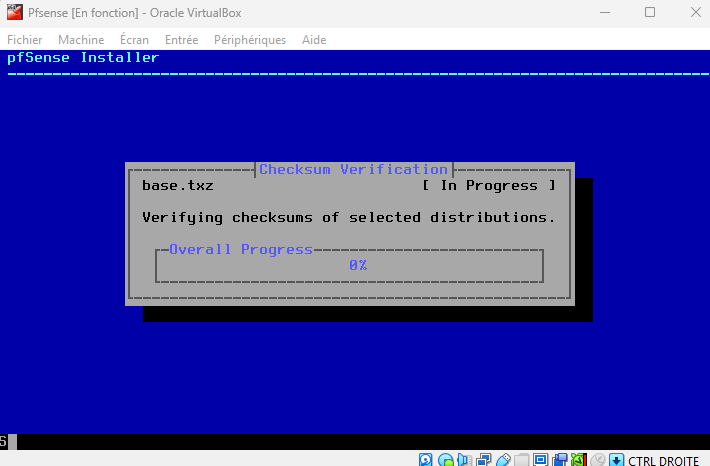 Pfsense [En fonction] - Oracle VirtualBox
Fichier Machine Écran Entrée Périphériques Aide
pfSense Installer
Checksum Verification
base.txz [ In Progress ]
Verifying checksums of selected distributions.
Overall Progress
0%
S
CTRL DROITE